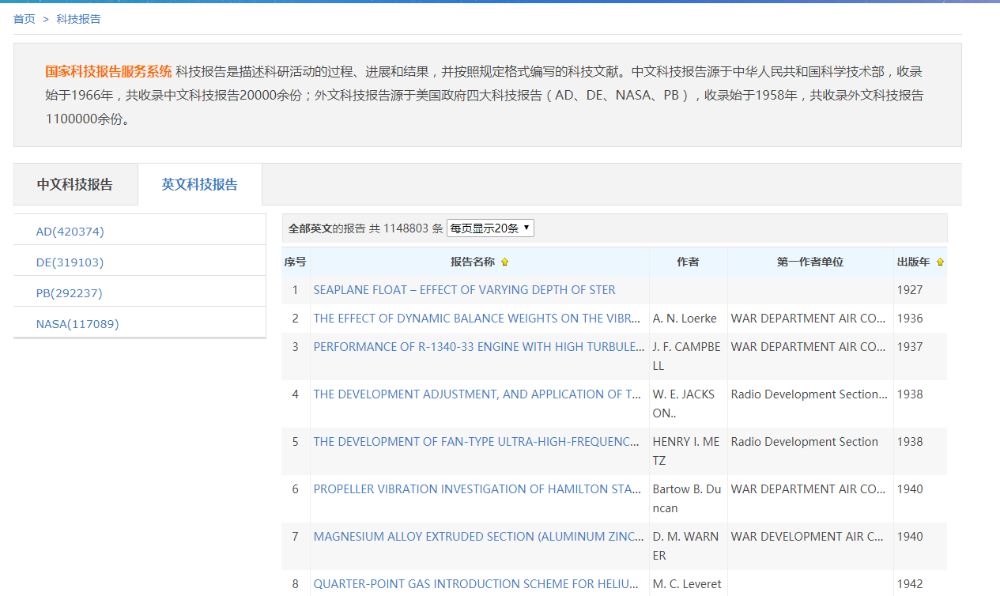 首页 > 科技报告
国家科技报告服务系统 科技报告是描述科研活动的过程、进展和结果，并按照规定格式编写的科技文献。中文科技报告源于中华人民共和国科学技术部，收录
始于1966年，共收录中文科技报告20000余份；外文科技报告源于美国政府四大科技报告（AD、DE、NASA、PB），收录始于1958年，共收录外文科技报告
1100000余份。
中文科技报告 英文科技报告
AD(420374)
DE(319103)
PB(292237)
NASA(117089)
全部英文的报告 共 1148803 条 每页显示20条
序号 报告名称 作者 第一作者单位 出版年
1 SEAPLANE FLOAT – EFFECT OF VARYING DEPTH OF STER 1927
2 THE EFFECT OF DYNAMIC BALANCE WEIGHTS ON THE VIBR... A. N. Loerke WAR DEPARTMENT AIR CO... 1936
3 PERFORMANCE OF R-1340-33 ENGINE WITH HIGH TURBULE... J. F. CAMPBE WAR DEPARTMENT AIR CO... 1937
LL
4 THE DEVELOPMENT ADJUSTMENT, AND APPLICATION OF T... W. E. JACKS Radio Development Section... 1938
ON..
5 THE DEVELOPMENT OF FAN-TYPE ULTRA-HIGH-FREQUENC... HENRY I. ME Radio Development Section 1938
TZ
6 PROPELLER VIBRATION INVESTIGATION OF HAMILTON STA... Bartow B. Du WAR DEPARTMENT AIR CO... 1940
ncan
7 MAGNESIUM ALLOY EXTRUDED SECTION (ALUMINUM ZINC... D. M. WARN WAR DEVELOPMENT AIR C... 1940
ER
8 QUARTER-POINT GAS INTRODUCTION SCHEME FOR HELIU... M. C. Leveret 1942